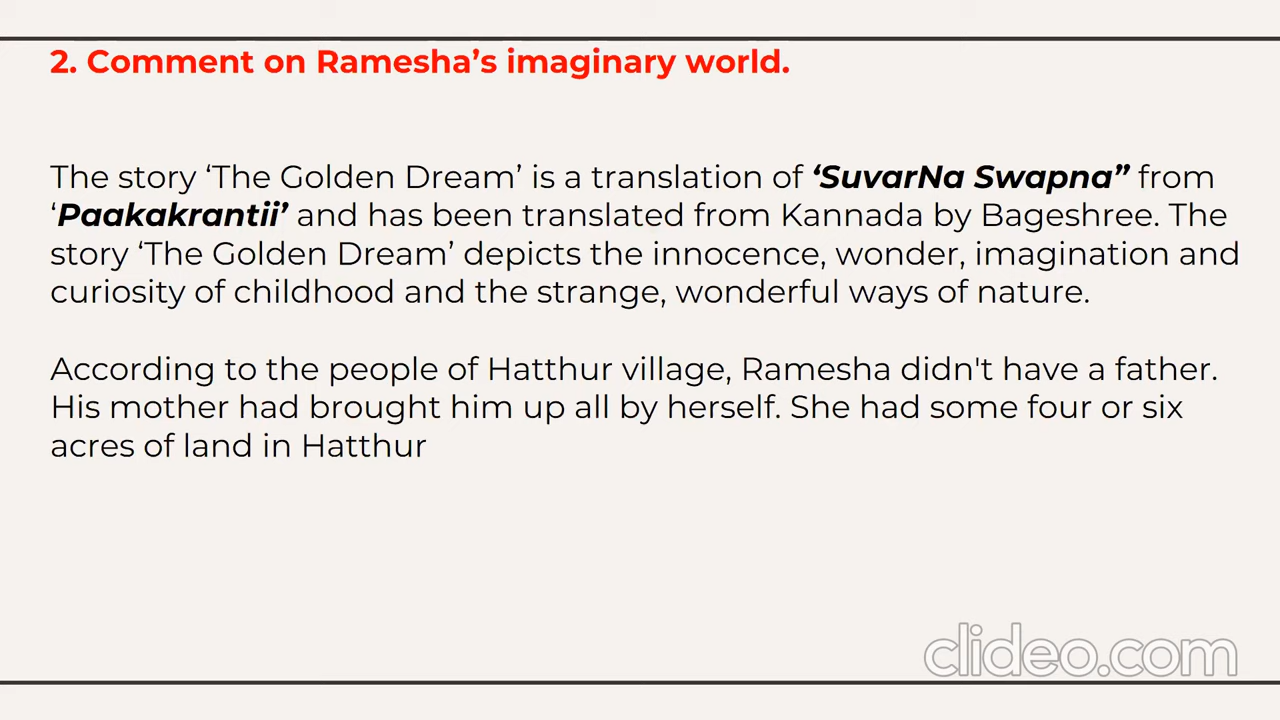 2. Comment on Ramesha’s imaginary world.
The story ‘The Golden Dream’ is a translation of ‘SuvarNa Swapna” from
‘Paakakrantii’ and has been translated from Kannada by Bageshree. The
story ‘The Golden Dream’ depicts the innocence, wonder, imagination and
curiosity of childhood and the strange, wonderful ways of nature.
According to the people of Hatthur village, Ramesha didn't have a father.
His mother had brought him up all by herself. She had some four or six
acres of land in Hatthur
clideo.com